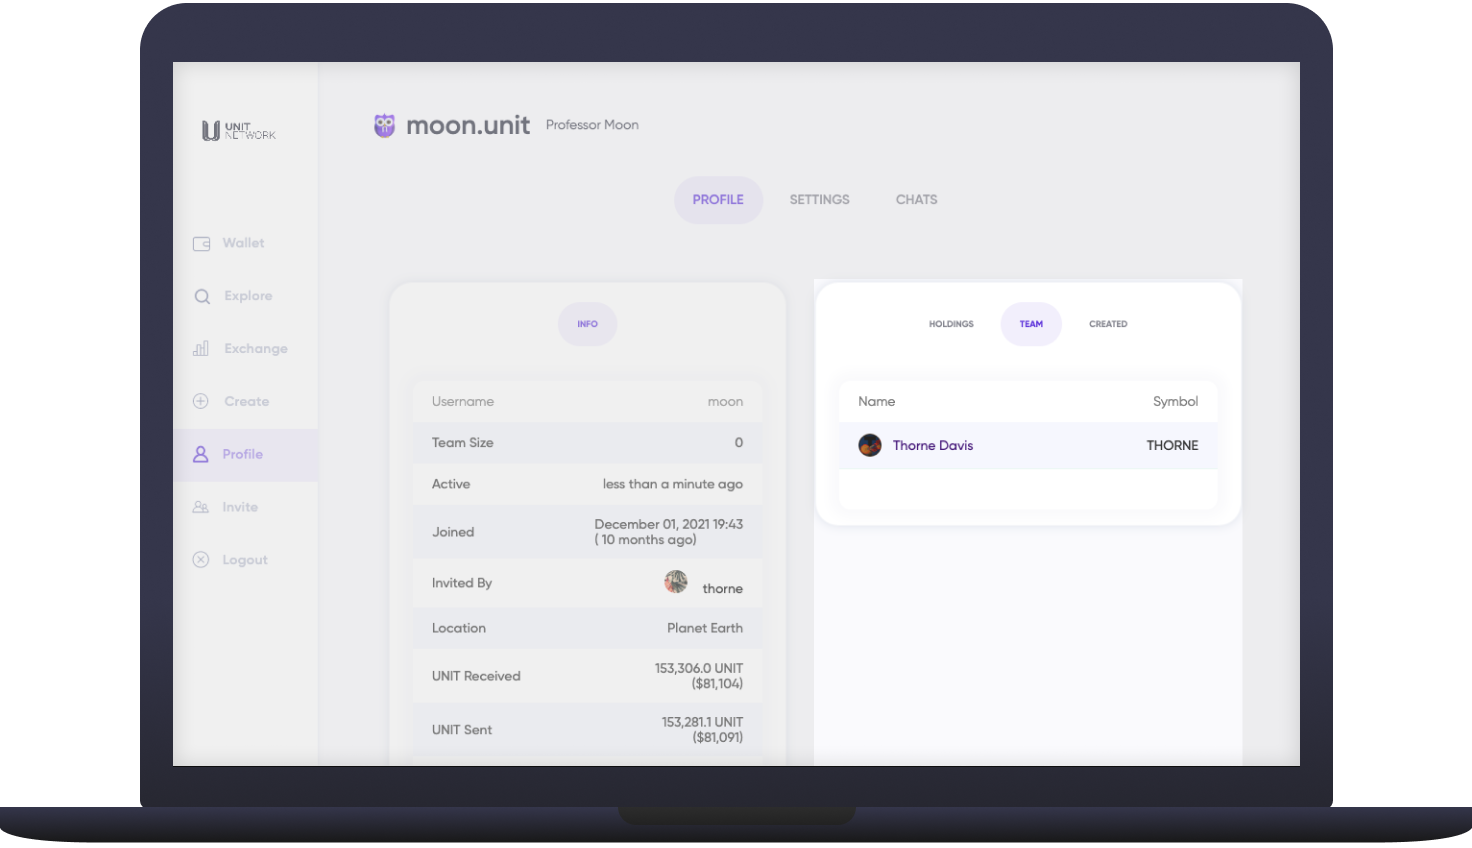 UNIT
NETWORK
moon.unit Professor Moon
PROFILE SETTINGS CHATS
Wallet
Explore
Exchange
Create
Profile
Invite
Logout
INFO
Username moon
Team Size 0
Active less than a minute ago
Joined December 01, 2021 19:43
( 10 months ago)
Invited By thorne
Location Planet Earth
UNIT Received 153,306.0 UNIT
($81,104)
UNIT Sent 153,281.1 UNIT
($81,091)
HOLDINGS TEAM CREATED
Name Symbol
Thorne Davis THORNE